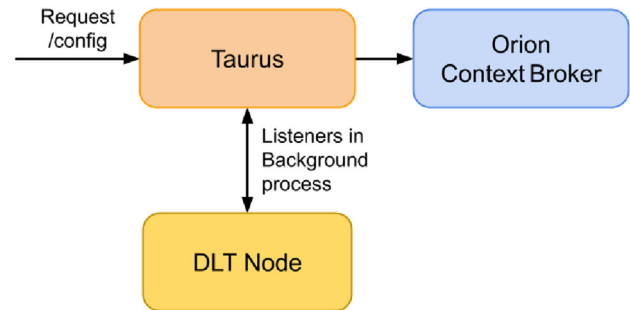 Request
/config
Taurus
Orion
Context Broker
Listeners in
Background
process
DLT Node